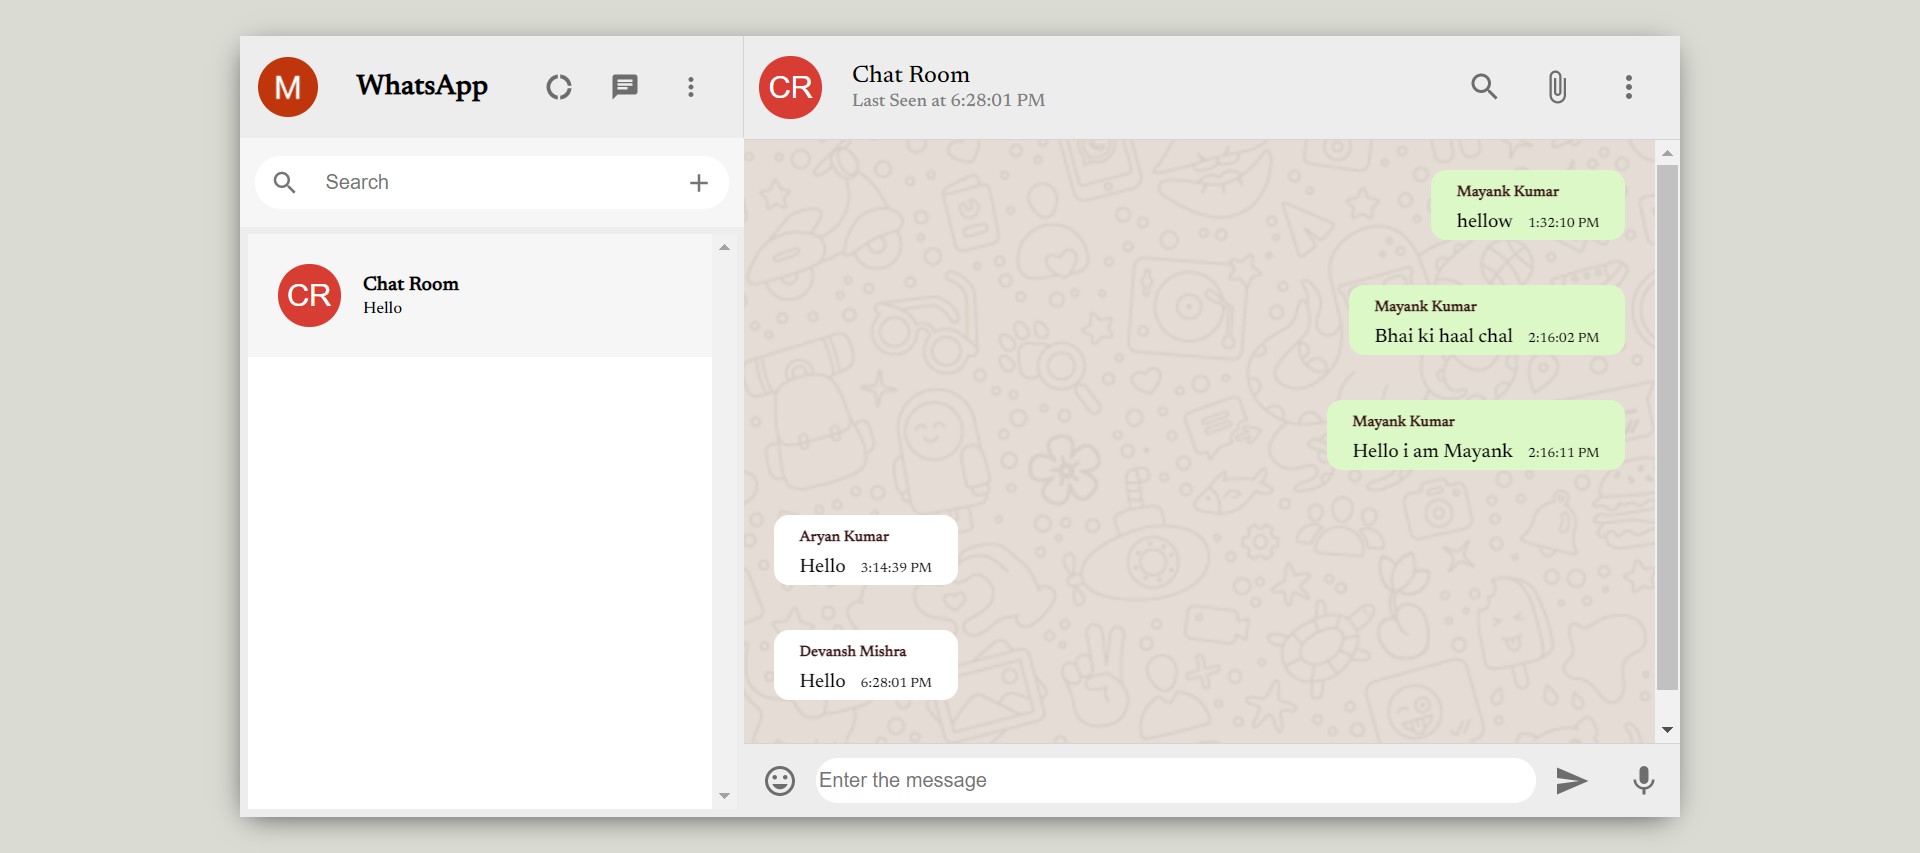 M
WhatsApp
Search
CR
Chat Room
Hello
CR
Chat Room
Last Seen at 6:28:01 PM
Mayank Kumar
hellow 1:32:10 PM
Mayank Kumar
Bhai ki haal chal 2:16:02 PM
Mayank Kumar
Hello i am Mayank 2:16:11 PM
Aryan Kumar
Hello 3:14:39 PM
Devansh Mishra
Hello 6:28:01 PM
Enter the message